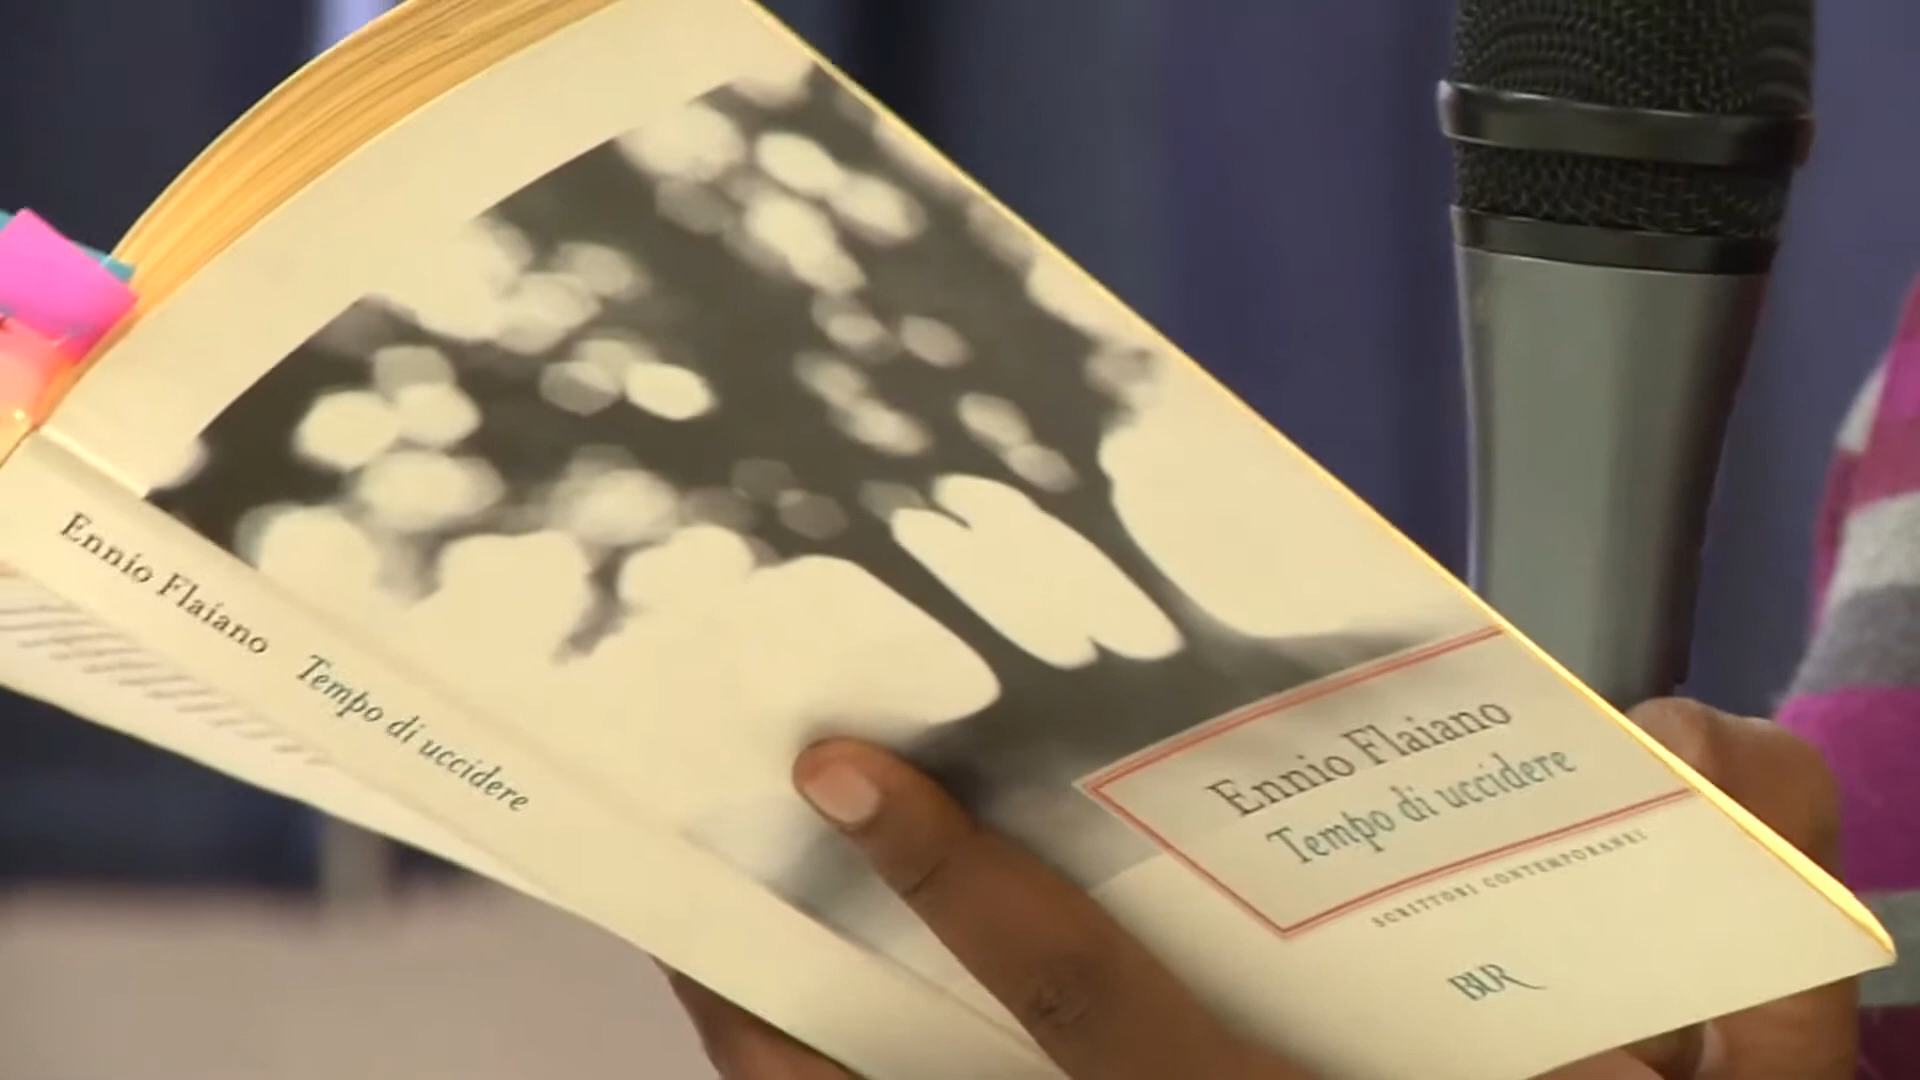 Ennio Flaiano Tempo di uccidere
Ennio Flaiano
Tempo di uccidere
SCRITTORI CONTEMPORANEI
BUR